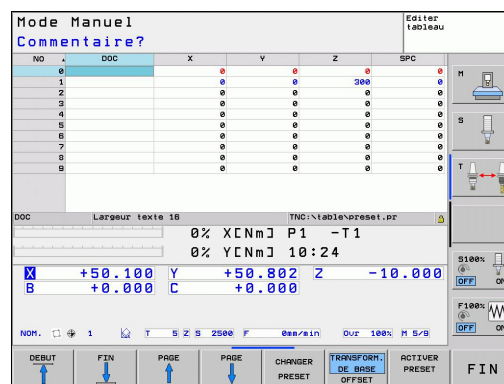 Mode Manuel
Commentaire?
Editer
tableau
NO DOC X Y Z SPC
0 0 0 0 0
1 0 0 300 0
2 0 0 0 0
3 0 0 0 0
4 0 0 0 0
5 0 0 0 0
6 0 0 0 0
7 0 0 0 0
8 0 0 0 0
9 0 0 0 0
DOC Largeur texte 16 TNC:\table\preset.pr
0% X[Nm] P1 -T1
0% Y[Nm] 10:24
X +50.100 Y +50.802 Z -10.000
B +0.000 C +0.000
NOM. 1 T 5 Z S 2500 F 0mm/min Ovr 100% M 5/9
M
S
T
S100%
OFF ON
F100%
OFF ON
DEBUT
FIN
PAGE
PAGE
CHANGER
PRESET
TRANSFORM.
DE BASE
OFFSET
ACTIVER
PRESET
FIN